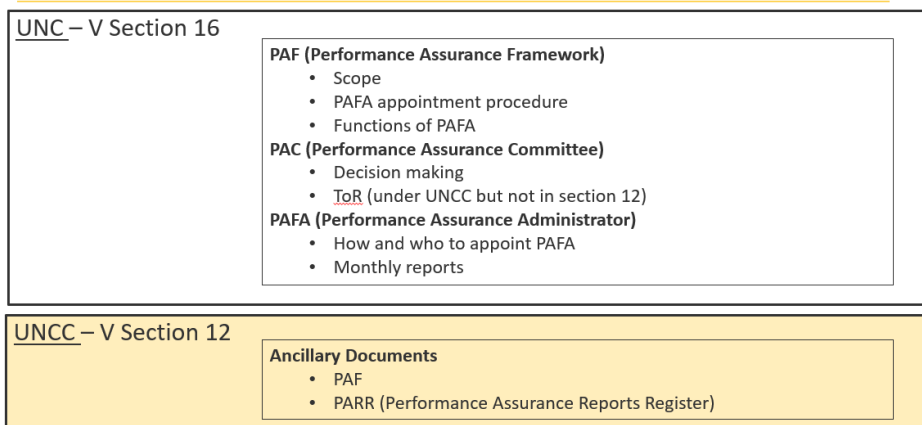 UNC – V Section 16
PAF (Performance Assurance Framework)
• Scope
• PAFA appointment procedure
• Functions of PAFA
PAC (Performance Assurance Committee)
• Decision making
• ToR (under UNCC but not in section 12)
PAFA (Performance Assurance Administrator)
• How and who to appoint PAFA
• Monthly reports
UNCC – V Section 12
Ancillary Documents
• PAF
• PARR (Performance Assurance Reports Register)